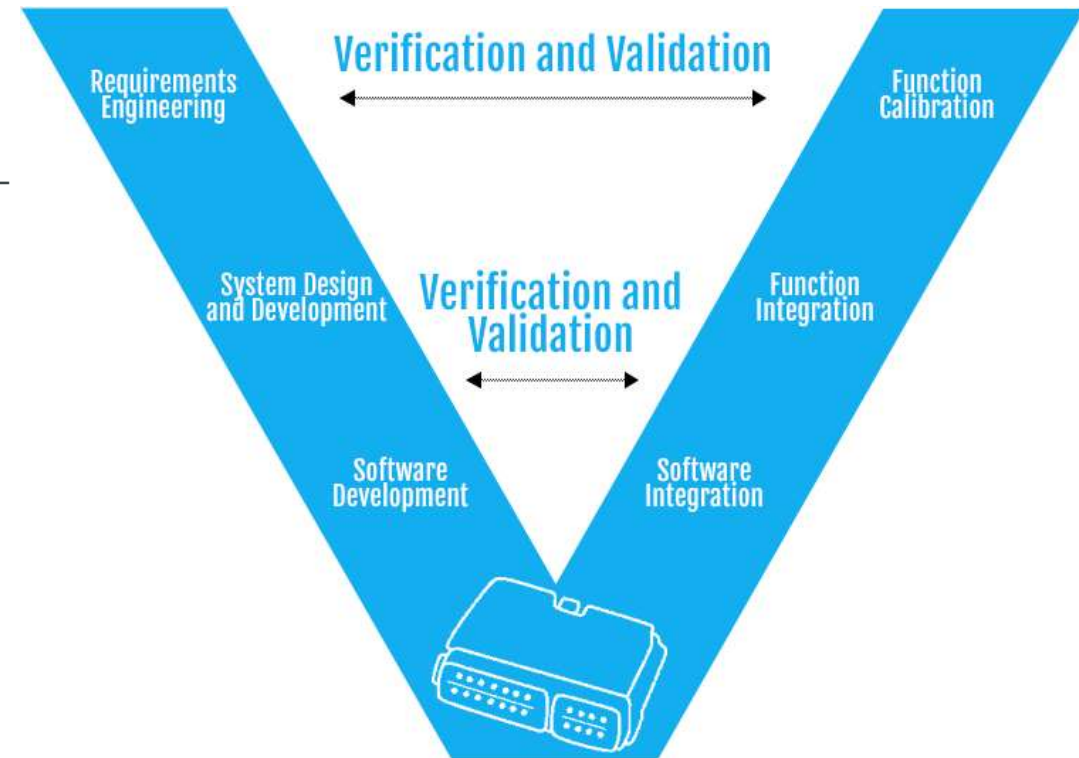 Verification and Validation
Requirements
Engineering
Function
Calibration
System Design
and Development
Verification and
Validation
Function
Integration
Software
Development
Software
Integration